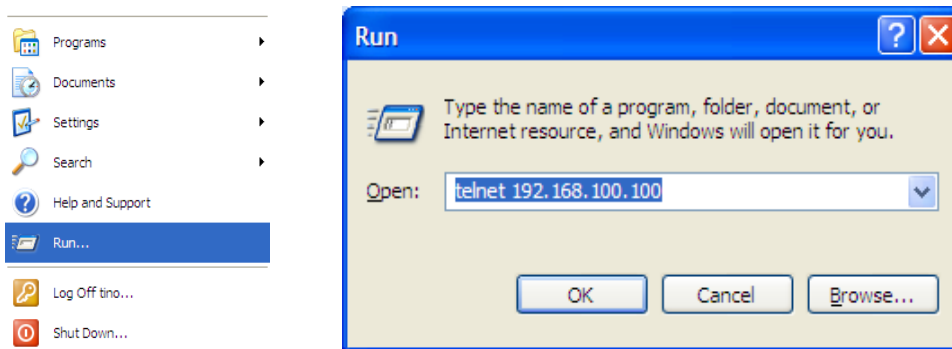 Programs
Documents
Settings
Search
Help and Support
Run...
Log Off tino...
Shut Down...
Run
Type the name of a program, folder, document, or
Internet resource, and Windows will open it for you.
Open: telnet 192.168.100.100
OK Cancel Browse...